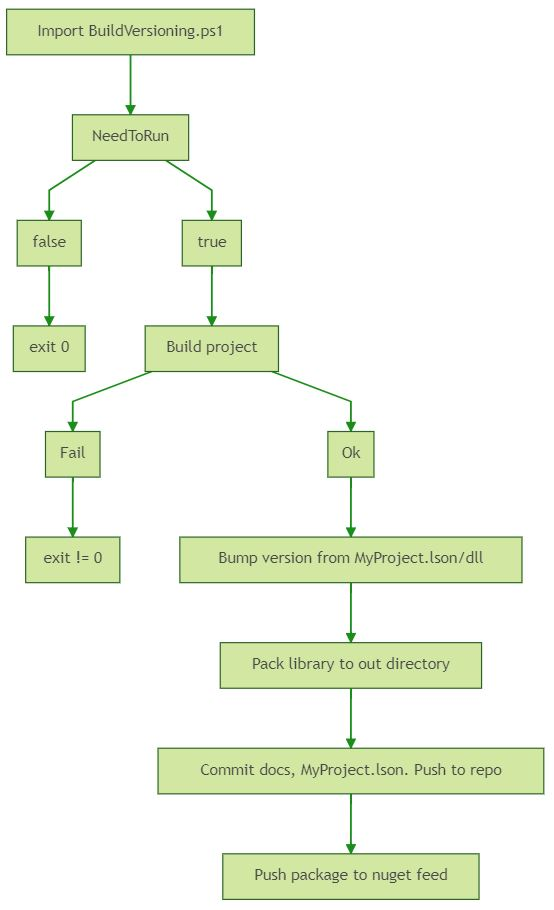 Import BuildVersioning.ps1
NeedToRun
false
true
exit 0
Build project
Fail
Ok
exit != 0
Bump version from MyProject.lson/dll
Pack library to out directory
Commit docs, MyProject.lson. Push to repo
Push package to nuget feed